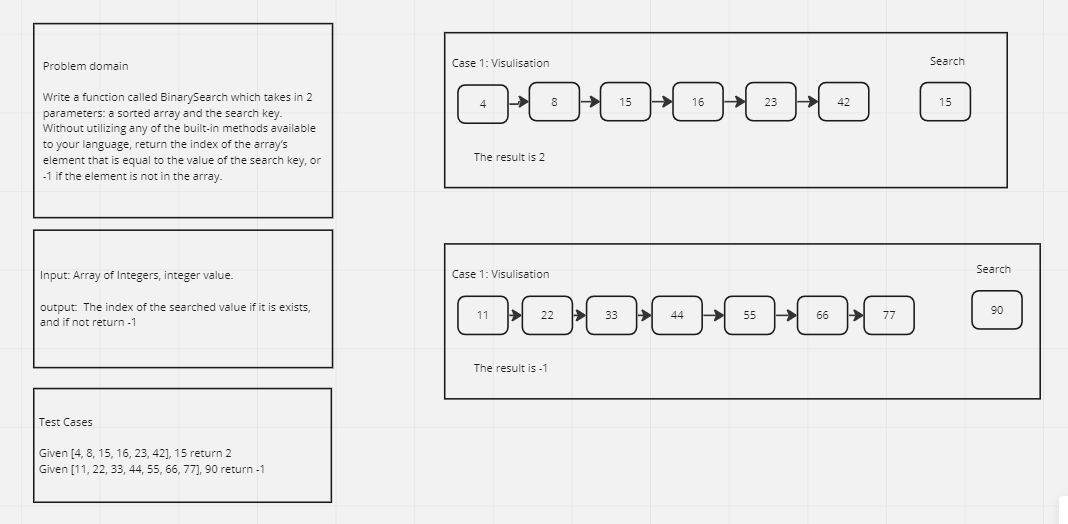 Problem domain
Write a function called BinarySearch which takes in 2
parameters: a sorted array and the search key.
Without utilizing any of the built-in methods available
to your language, return the index of the array's
element that is equal to the value of the search key, or
-1 if the element is not in the array.
Input: Array of Integers, integer value.
output:  The index of the searched value if it is exists,
and if not return -1
Test Cases
Given [4, 8, 15, 16, 23, 42], 15 return 2
Given [11, 22, 33, 44, 55, 66, 77], 90 return -1
Case 1: Visulisation
Search
4 8 15 16 23 42 15
The result is 2
Case 1: Visulisation
Search
11 22 33 44 55 66 77 90
The result is -1